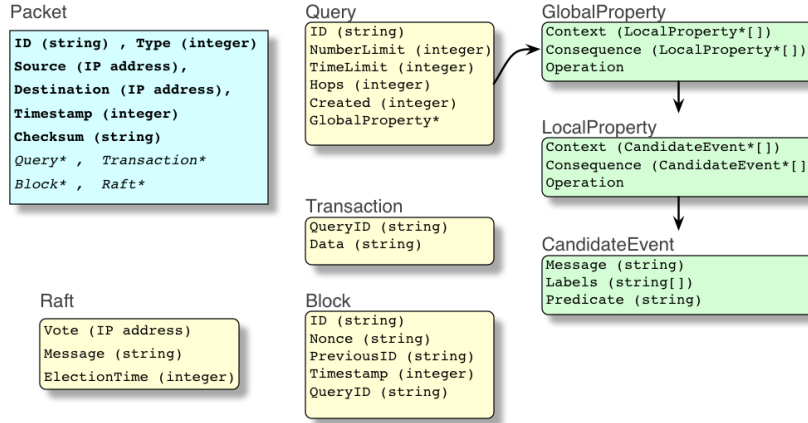 Packet
ID (string) , Type (integer)
Source (IP address),
Destination (IP address),
Timestamp (integer)
Checksum (string)
Query* , Transaction*
Block* , Raft*
Query
ID (string)
NumberLimit (integer)
TimeLimit (integer)
Hops (integer)
Created (integer)
GlobalProperty*
GlobalProperty
Context (LocalProperty*[])
Consequence (LocalProperty*[])
Operation
LocalProperty
Context (CandidateEvent*[])
Consequence (CandidateEvent*[]
Operation
Transaction
QueryID (string)
Data (string)
CandidateEvent
Message (string)
Labels (string[])
Predicate (string)
Raft
Vote (IP address)
Message (string)
ElectionTime (integer)
Block
ID (string)
Nonce (string)
PreviousID (string)
Timestamp (integer)
QueryID (string)